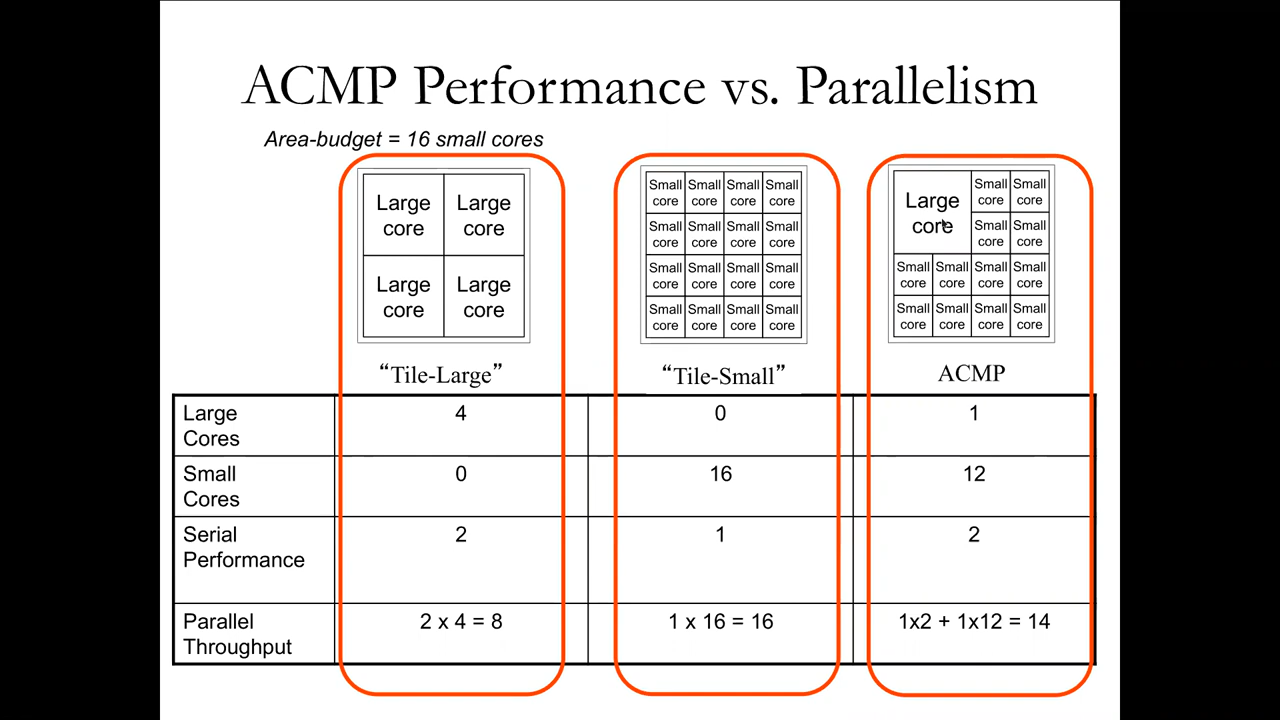 ACMP Performance vs. Parallelism
Area-budget = 16 small cores
Large Large
core core
Large Large
core core
Small Small Small Small
core core core core
Small Small Small Small
core core core core
Small Small Small Small
core core core core
Small Small Small Small
core core core core
Large
core
Small Small
core core
Small Small
core core
Small Small Small Small
core core core core
Small Small Small Small
core core core core
“Tile-Large” “Tile-Small” ACMP
Large
Cores
4 0 1
Small
Cores
0 16 12
Serial
Performance
2 1 2
Parallel
Throughput
2 x 4 = 8 1 x 16 = 16 1x2 + 1x12 = 14